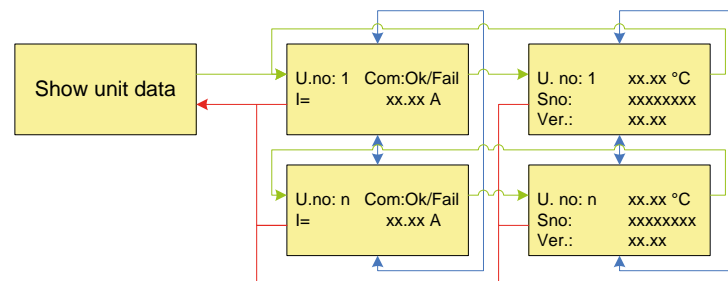 Show unit data
U.no: 1 Com:Ok/Fail
I= xx.xx A
U. no: 1 xx.xx °C
Sno: xxxxxxxx
Ver.: xx.xx
U.no: n Com:Ok/Fail
I= xx.xx A
U. no: n xx.xx °C
Sno: xxxxxxxx
Ver.: xx.xx